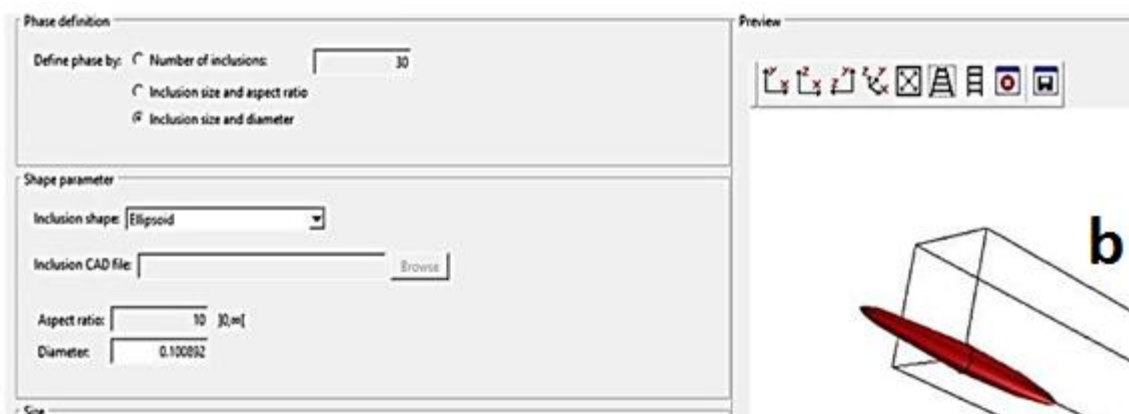 Phase definition
Define phase by: Number of inclusions: 30
Inclusion size and aspect ratio
Inclusion size and diameter
Shape parameter
Inclusion shape: Ellipsoid
Inclusion CAD file: Browse
Aspect ratio: 10 ]0,∞[
Diameter: 0.100892
Size
Preview
b